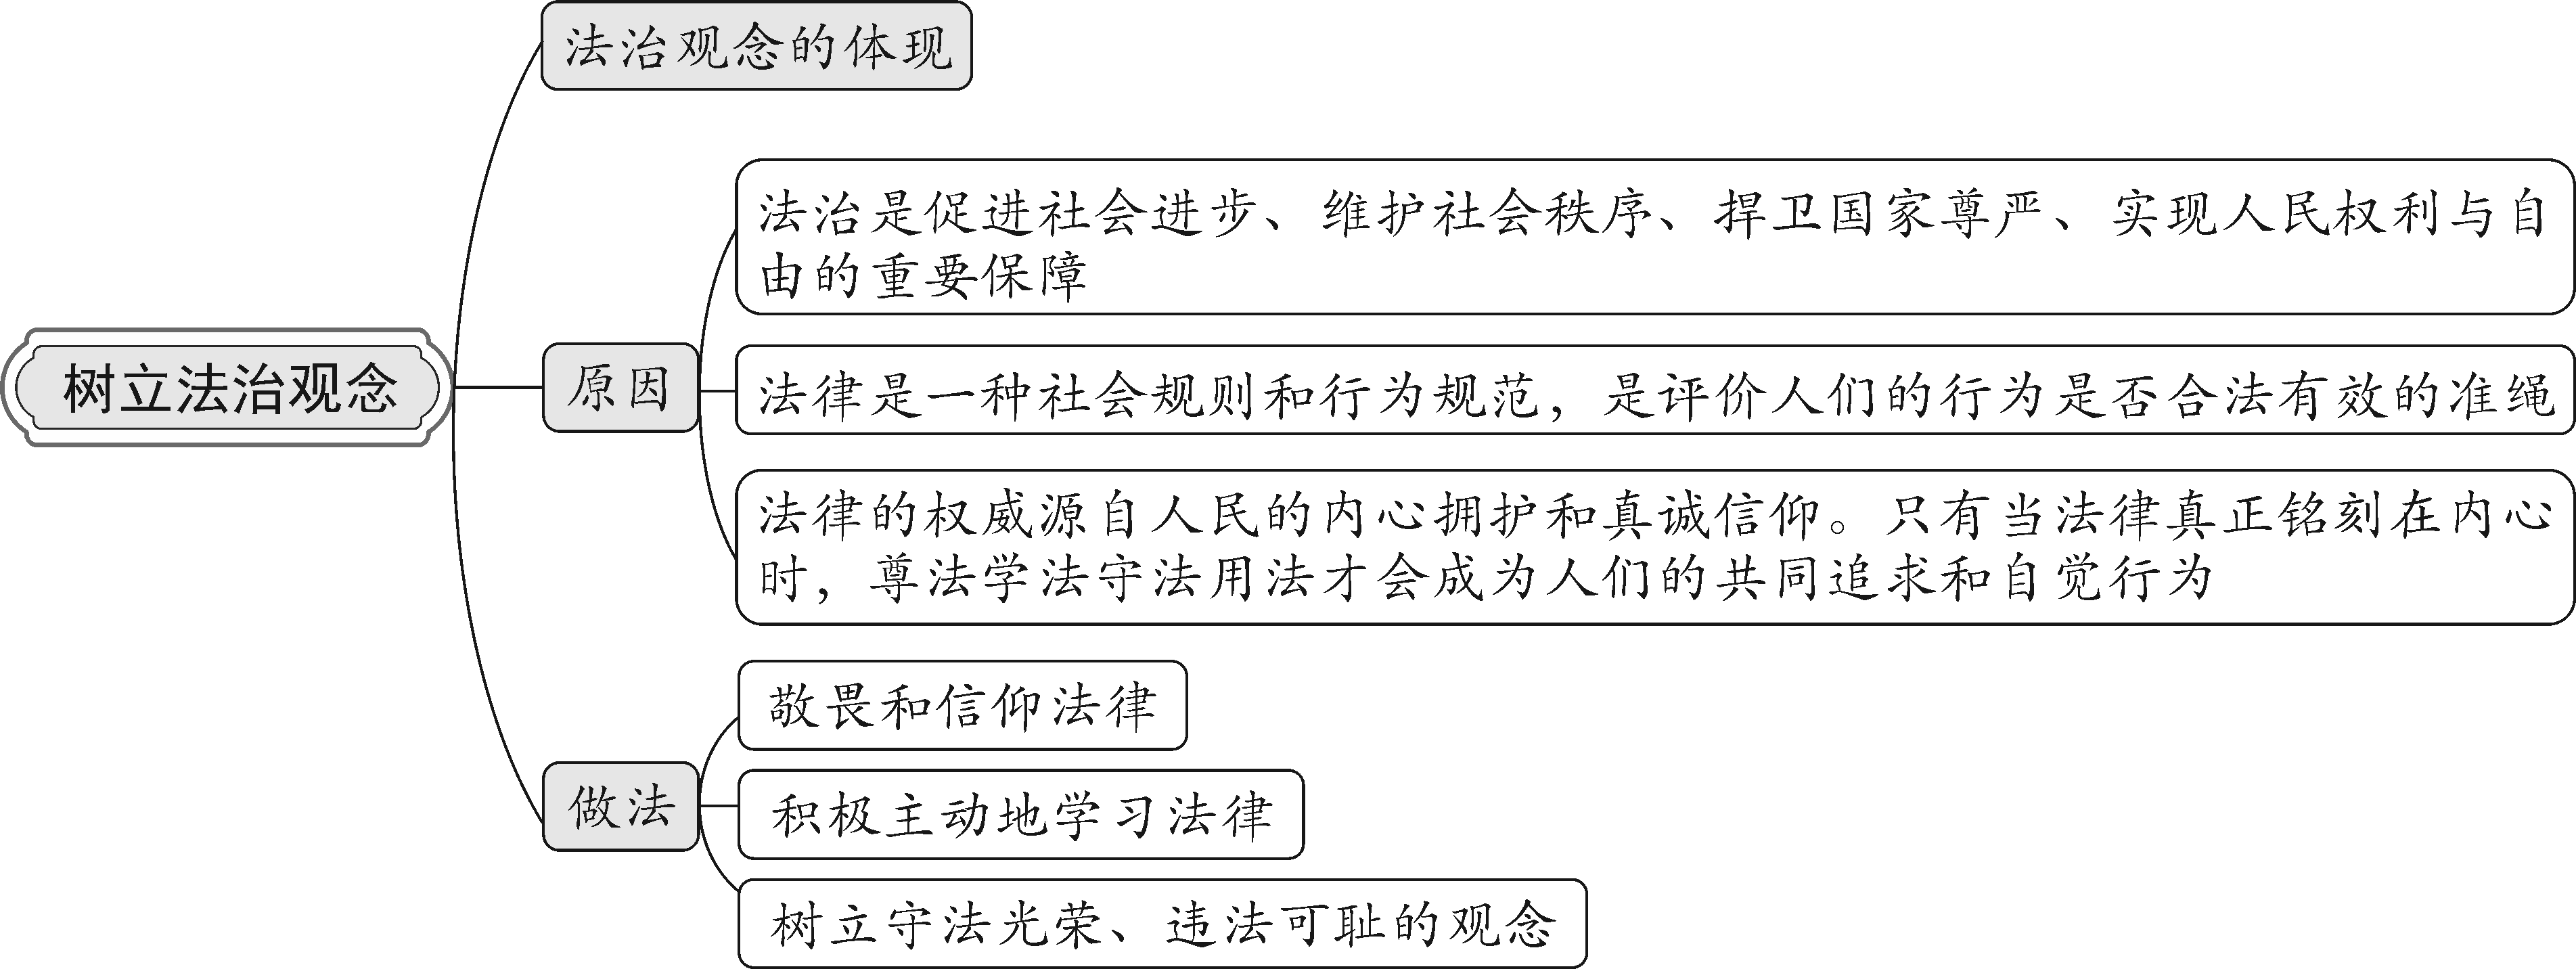 法治观念的体现
法治是促进社会进步、维护社会秩序、捍卫国家尊严、实现人民权利与自
由的重要保障
树立法治观念
原因
法律是一种社会规则和行为规范，是评价人们的行为是否合法有效的准绳
法律的权威源自人民的内心拥护和真诚信仰。只有当法律真正铭刻在内心
时，尊法学法守法用法才会成为人们的共同追求和自觉行为
敬畏和信仰法律
做法
积极主动地学习法律
树立守法光荣、违法可耻的观念